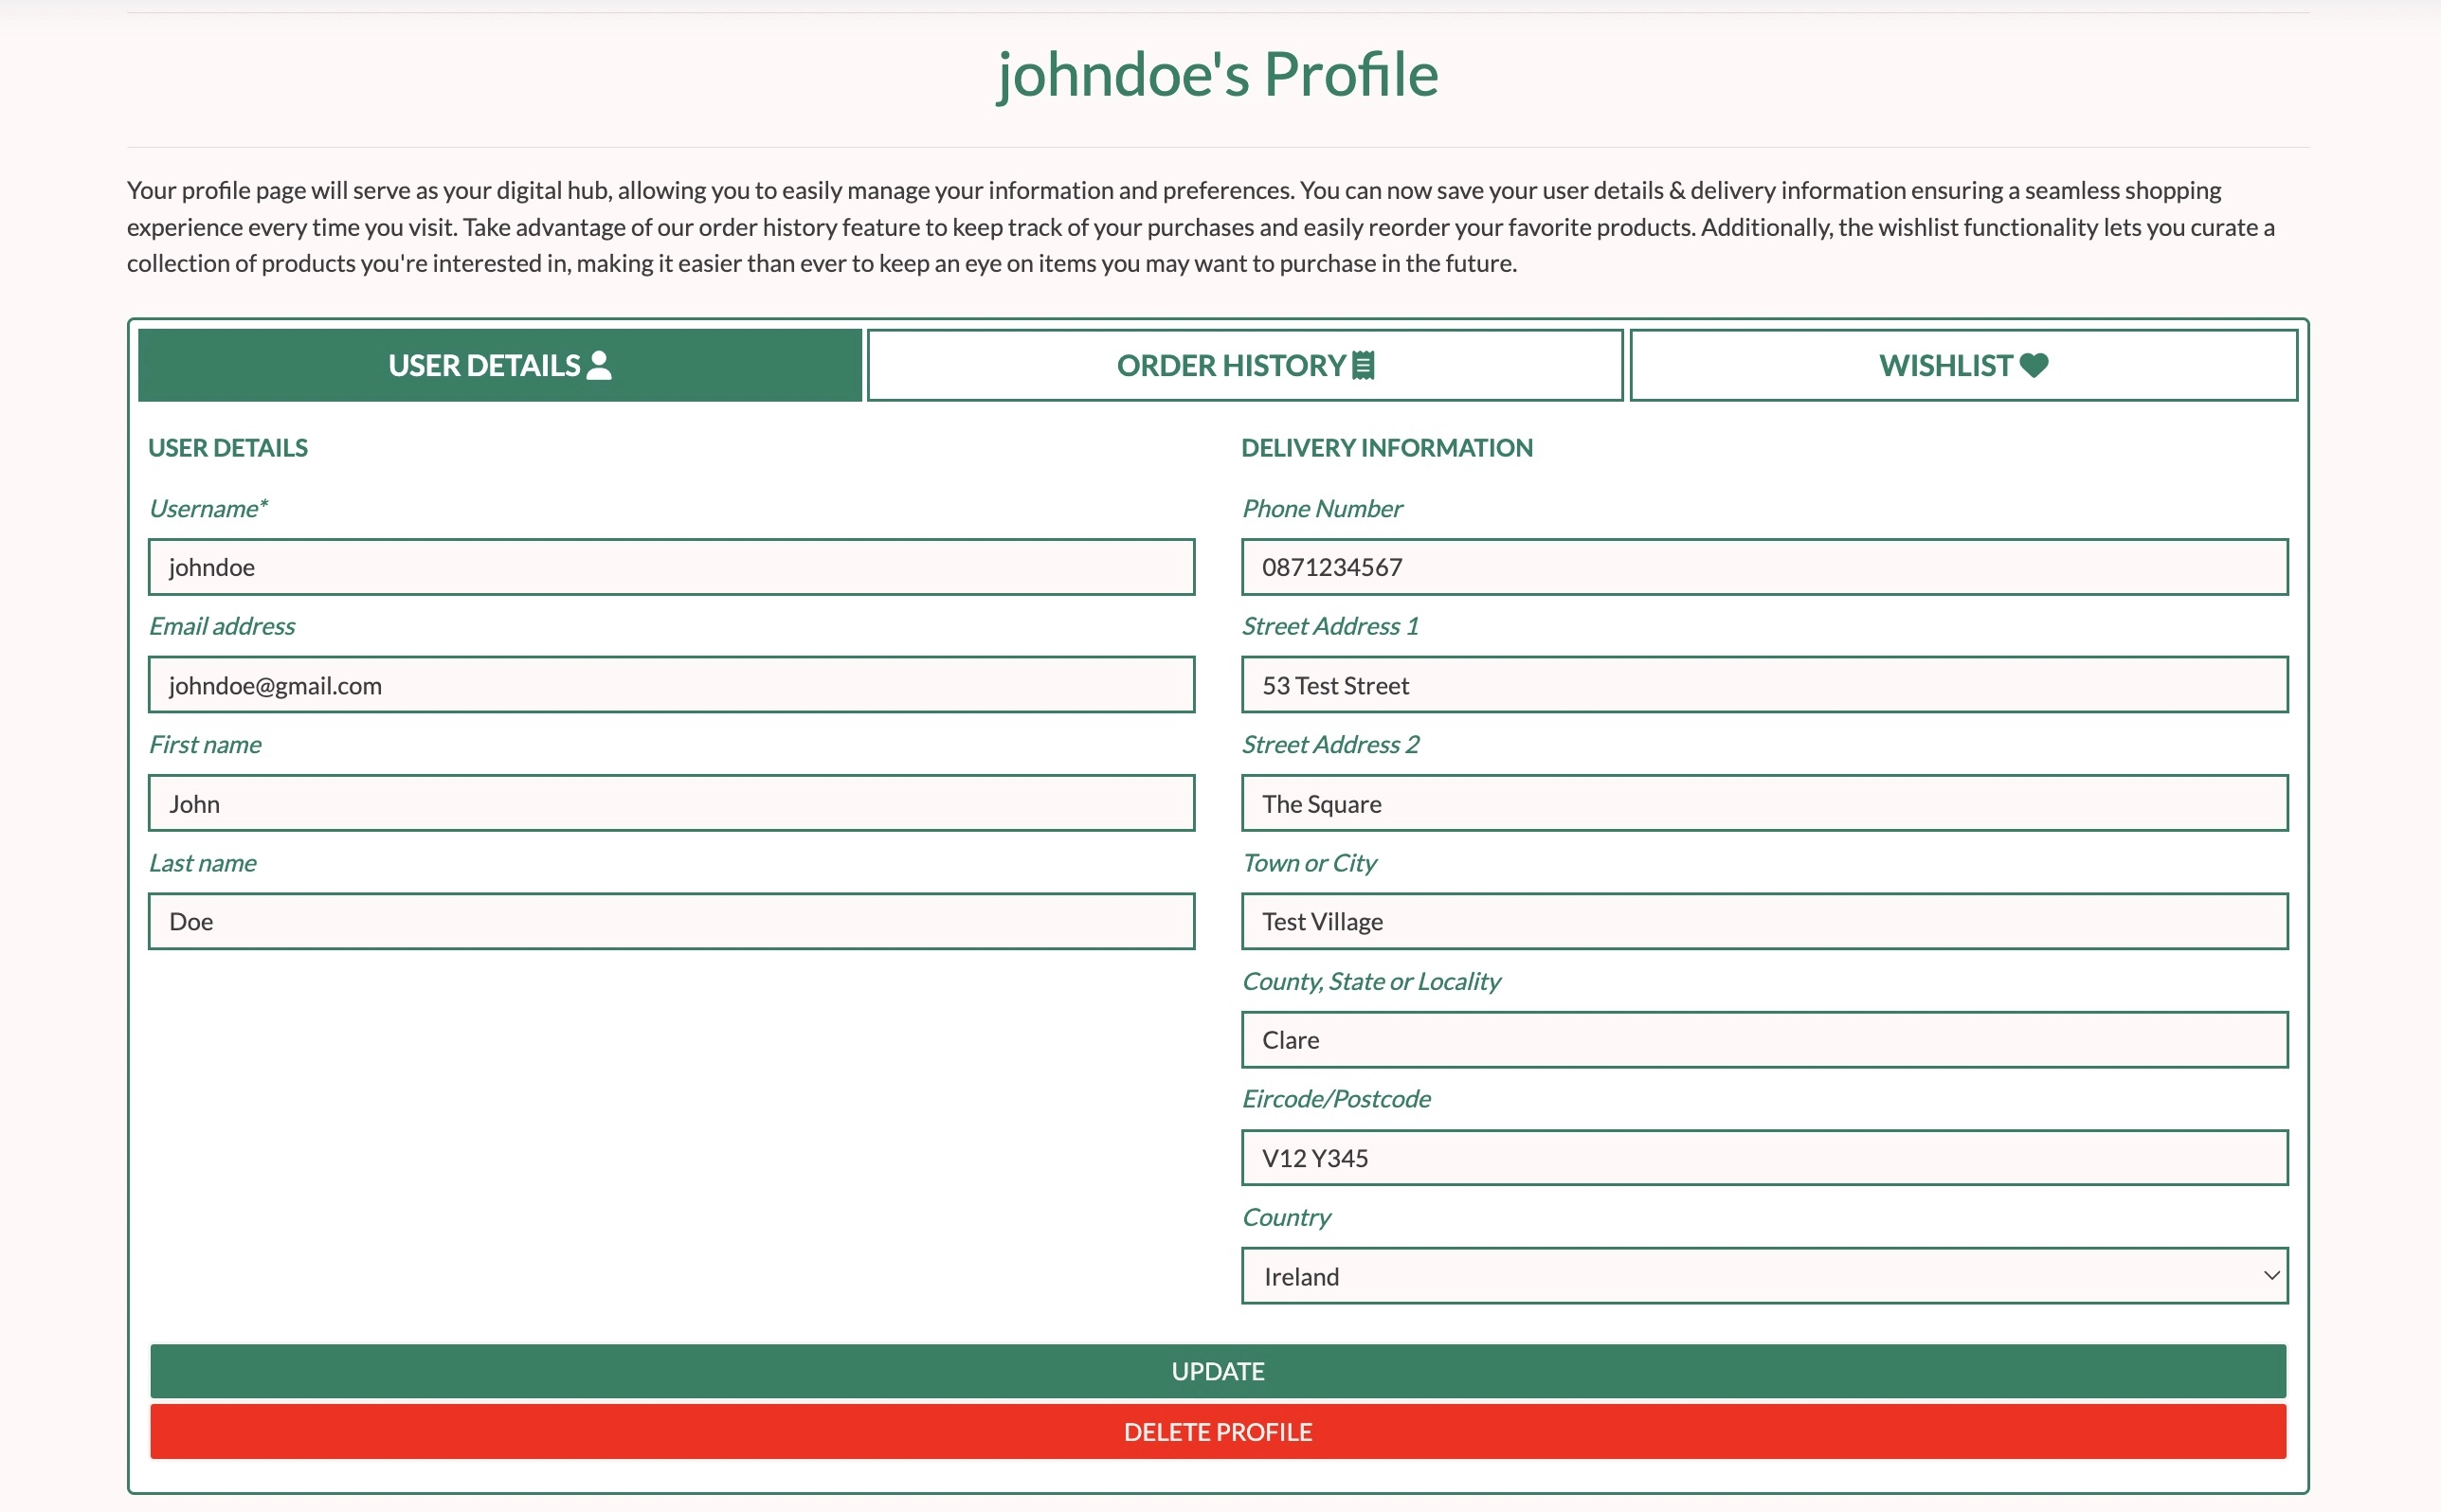 johndoe's Profile
Your profile page will serve as your digital hub, allowing you to easily manage your information and preferences. You can now save your user details & delivery information ensuring a seamless shopping
experience every time you visit. Take advantage of our order history feature to keep track of your purchases and easily reorder your favorite products. Additionally, the wishlist functionality lets you curate a
collection of products you're interested in, making it easier than ever to keep an eye on items you may want to purchase in the future.
USER DETAILS
ORDER HISTORY
WISHLIST
USER DETAILS
Username*
johndoe
Email address
johndoe@gmail.com
First name
John
Last name
Doe
DELIVERY INFORMATION
Phone Number
0871234567
Street Address 1
53 Test Street
Street Address 2
The Square
Town or City
Test Village
County, State or Locality
Clare
Eircode/Postcode
V12 Y345
Country
Ireland
UPDATE
DELETE PROFILE